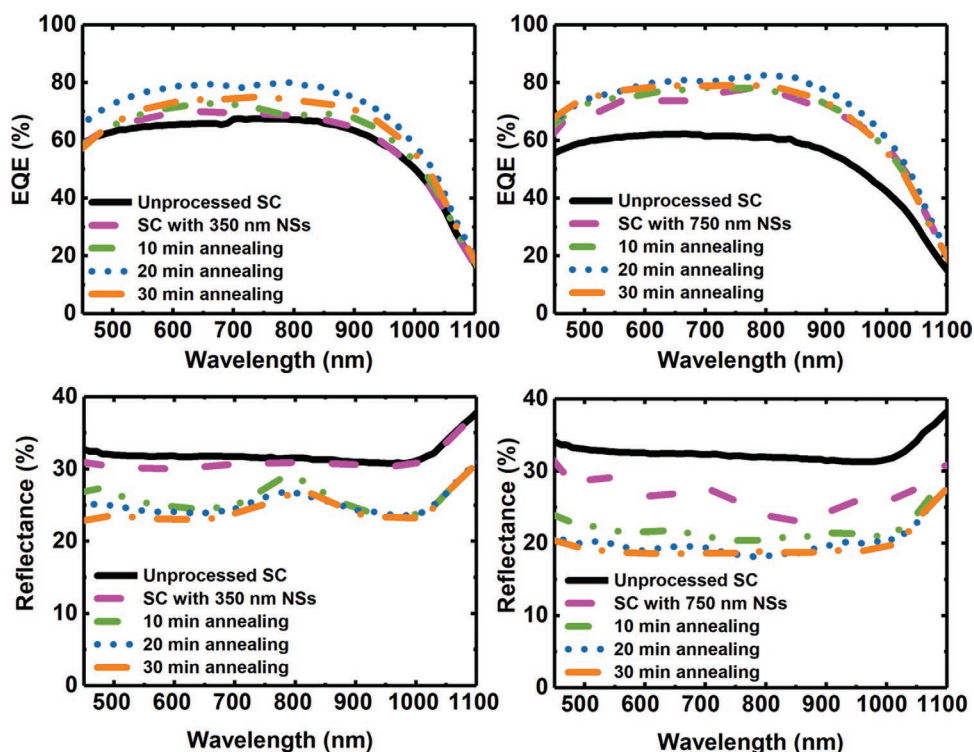 100
80
60
40
20
0
EQE (%)
Unprocessed SC
SC with 350 nm NSs
10 min annealing
20 min annealing
30 min annealing
500 600 700 800 900 1000 1100
Wavelength (nm)
100
80
60
40
20
0
EQE (%)
Unprocessed SC
SC with 750 nm NSs
10 min annealing
20 min annealing
30 min annealing
500 600 700 800 900 1000 1100
Wavelength (nm)
40
30
20
10
0
Reflectance (%)
Unprocessed SC
SC with 350 nm NSs
10 min annealing
20 min annealing
30 min annealing
500 600 700 800 900 1000 1100
Wavelength (nm)
40
30
20
10
0
Reflectance (%)
Unprocessed SC
SC with 750 nm NSs
10 min annealing
20 min annealing
30 min annealing
500 600 700 800 900 1000 1100
Wavelength (nm)